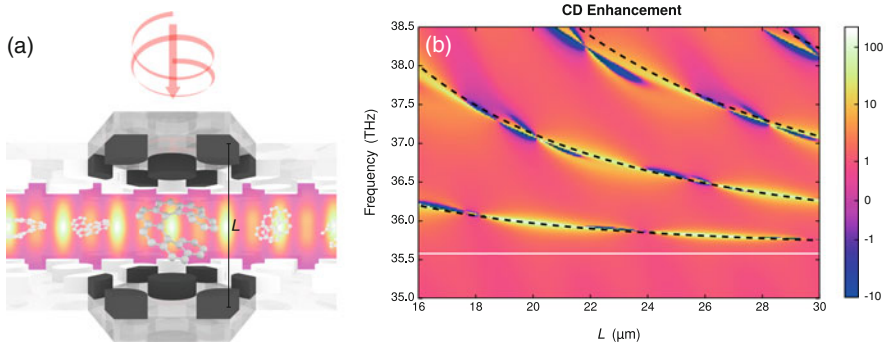 (a)
L
CD Enhancement
(b)
Frequency (THz)
38.5
38.0
37.5
37.0
36.5
36.0
35.5
35.0
16 18 20 22 24 26 28 30
L (μm)
100
10
1
0
-1
-10